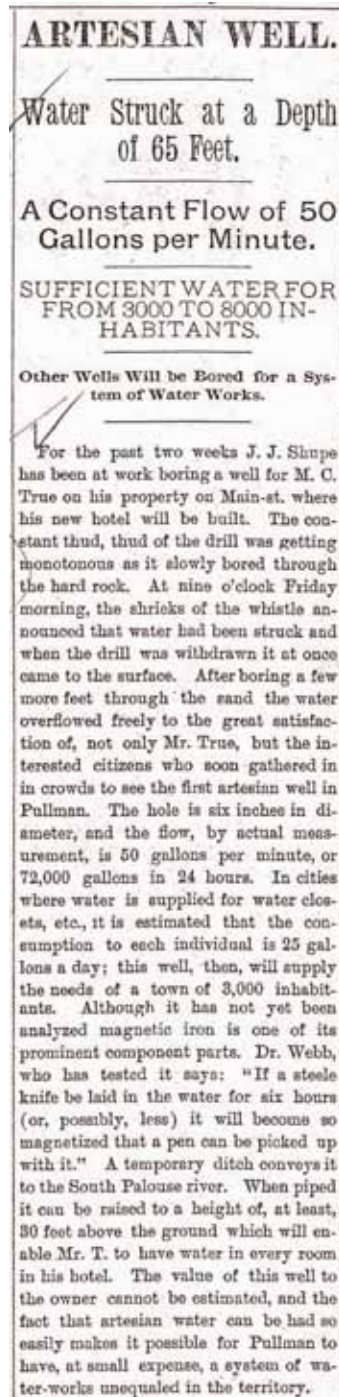 ARTESIAN WELL.
Water Struck at a Depth
of 65 Feet.
A Constant Flow of 50
Gallons per Minute.
SUFFICIENT WATER FOR
FROM 3000 TO 8000 IN-
HABITANTS.
Other Wells Will be Bored for a Sys-
tem of Water Works.
For the past two weeks J. J. Shupe
has been at work boring a well for M. C.
True on his property on Main-st. where
his new hotel will be built. The con-
stant thud, thud of the drill was getting
monotonous as it slowly bored through
the hard rock. At nine o'clock Friday
morning, the shrieks of the whistle an-
nounced that water had been struck and
when the drill was withdrawn it at once
came to the surface. After boring a few
more feet through the sand the water
overflowed freely to the great satisfac-
tion of, not only Mr. True, but the in-
terested citizens who soon gathered in
in crowds to see the first artesian well in
Pullman. The hole is six inches in di-
ameter, and the flow, by actual meas-
urement, is 50 gallons per minute, or
72,000 gallons in 24 hours. In cities
where water is supplied for water clos-
ets, etc., it is estimated that the con-
sumption to each individual is 25 gal-
lons a day; this well, then, will supply
the needs of a town of 3,000 inhabit-
ants. Although it has not yet been
analyzed magnetic iron is one of its
prominent component parts. Dr. Webb,
who has tested it says: "If a steele
knife be laid in the water for six hours
(or, possibly, less) it will become so
magnetized that a pen can be picked up
with it." A temporary ditch conveys it
to the South Palouse river. When piped
it can be raised to a height of, at least,
30 feet above the ground which will en-
able Mr. T. to have water in every room
in his hotel. The value of this well to
the owner cannot be estimated, and the
fact that artesian water can be had so
easily makes it possible for Pullman to
have, at small expense, a system of wa-
ter-works unequaled in the territory.